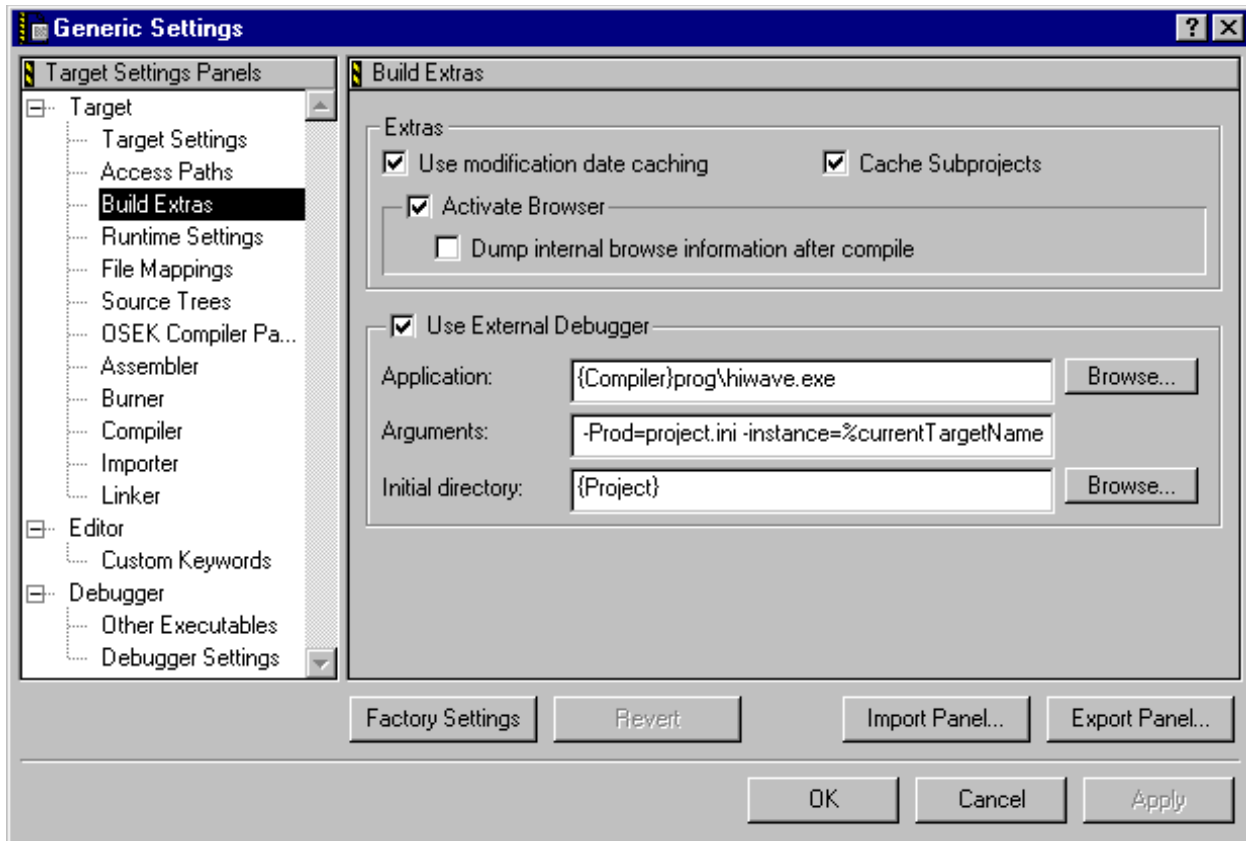 Generic Settings
Target Settings Panels
Target
Target Settings
Access Paths
Build Extras
Runtime Settings
File Mappings
Source Trees
OSEK Compiler Pa...
Assembler
Burner
Compiler
Importer
Linker
Editor
Custom Keywords
Debugger
Other Executables
Debugger Settings
Build Extras
Extras
Use modification date caching Cache Subprojects
Activate Browser
Dump internal browse information after compile
Use External Debugger
Application: {Compiler}prog\hiwave.exe Browse...
Arguments: -Prod=project.ini -instance=%currentTargetName
Initial directory: {Project} Browse...
Factory Settings Revert Import Panel... Export Panel...
OK Cancel Apply